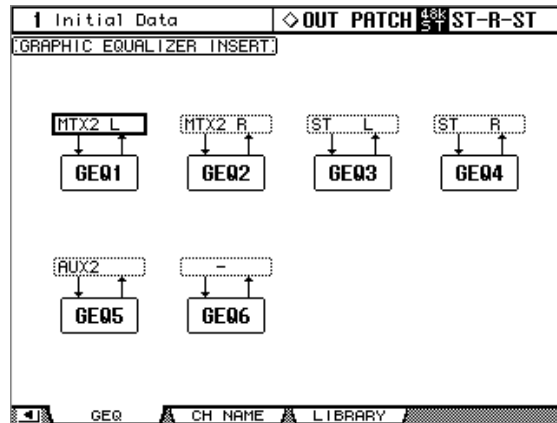 1 Initial Data ◇OUT PATCH 48k ST ST-R-ST
GRAPHIC EQUALIZER INSERT
MTX2 L MTX2 R ST L ST R
GEQ1 GEQ2 GEQ3 GEQ4
AUX2 -
GEQ5 GEQ6
GEQ CH NAME LIBRARY